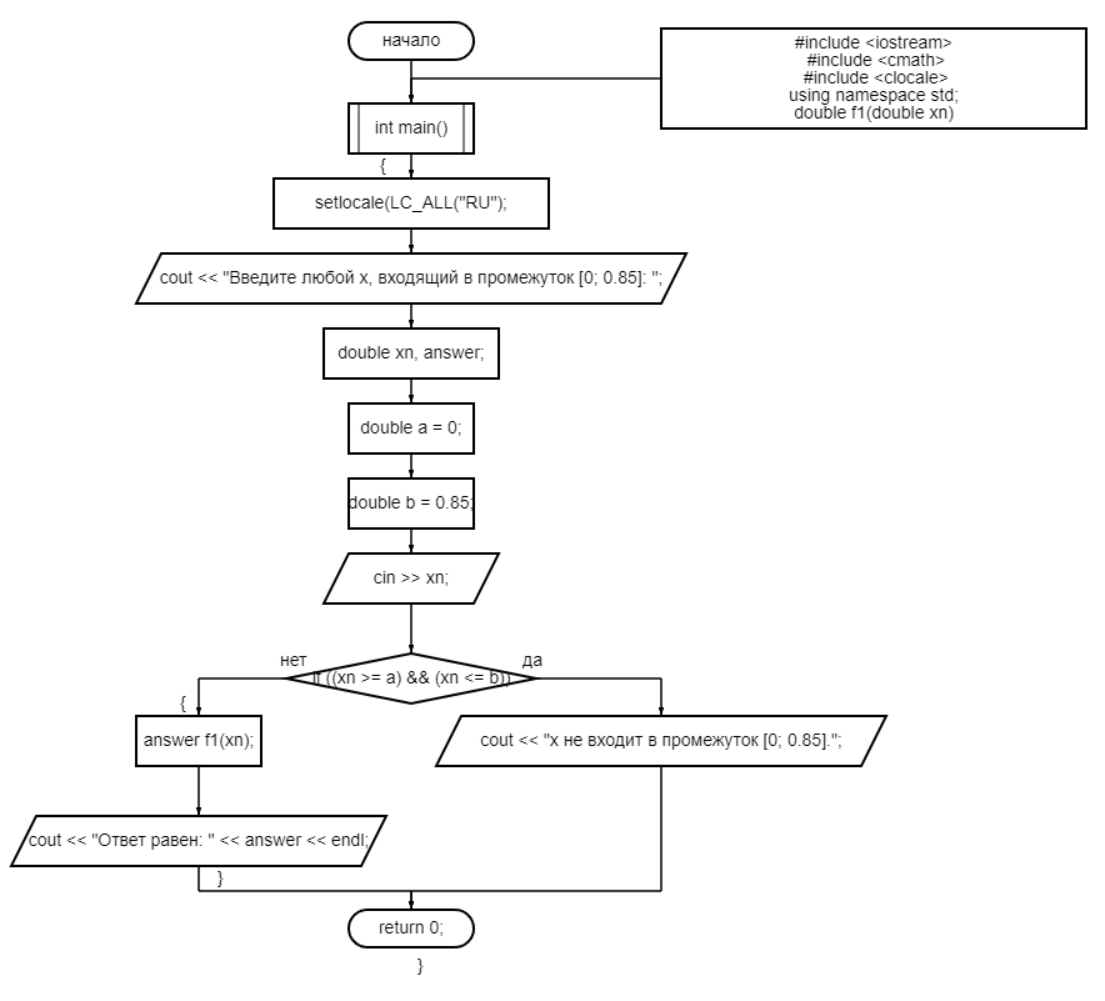 начало
#include <iostream>
#include <cmath>
#include <clocale>
using namespace std;
double f1(double xn)
int main()
{
setlocale(LC_ALL("RU");
cout << "Введите любой x, входящий в промежуток [0; 0.85]: ";
double xn, answer;
double a = 0;
double b = 0.85;
cin >> xn;
нет
да
if ((xn >= a) && (xn <= b))
{
answer f1(xn);
cout << "x не входит в промежуток [0; 0.85].";
cout << "Ответ равен: " << answer << endl;
}
return 0;
}